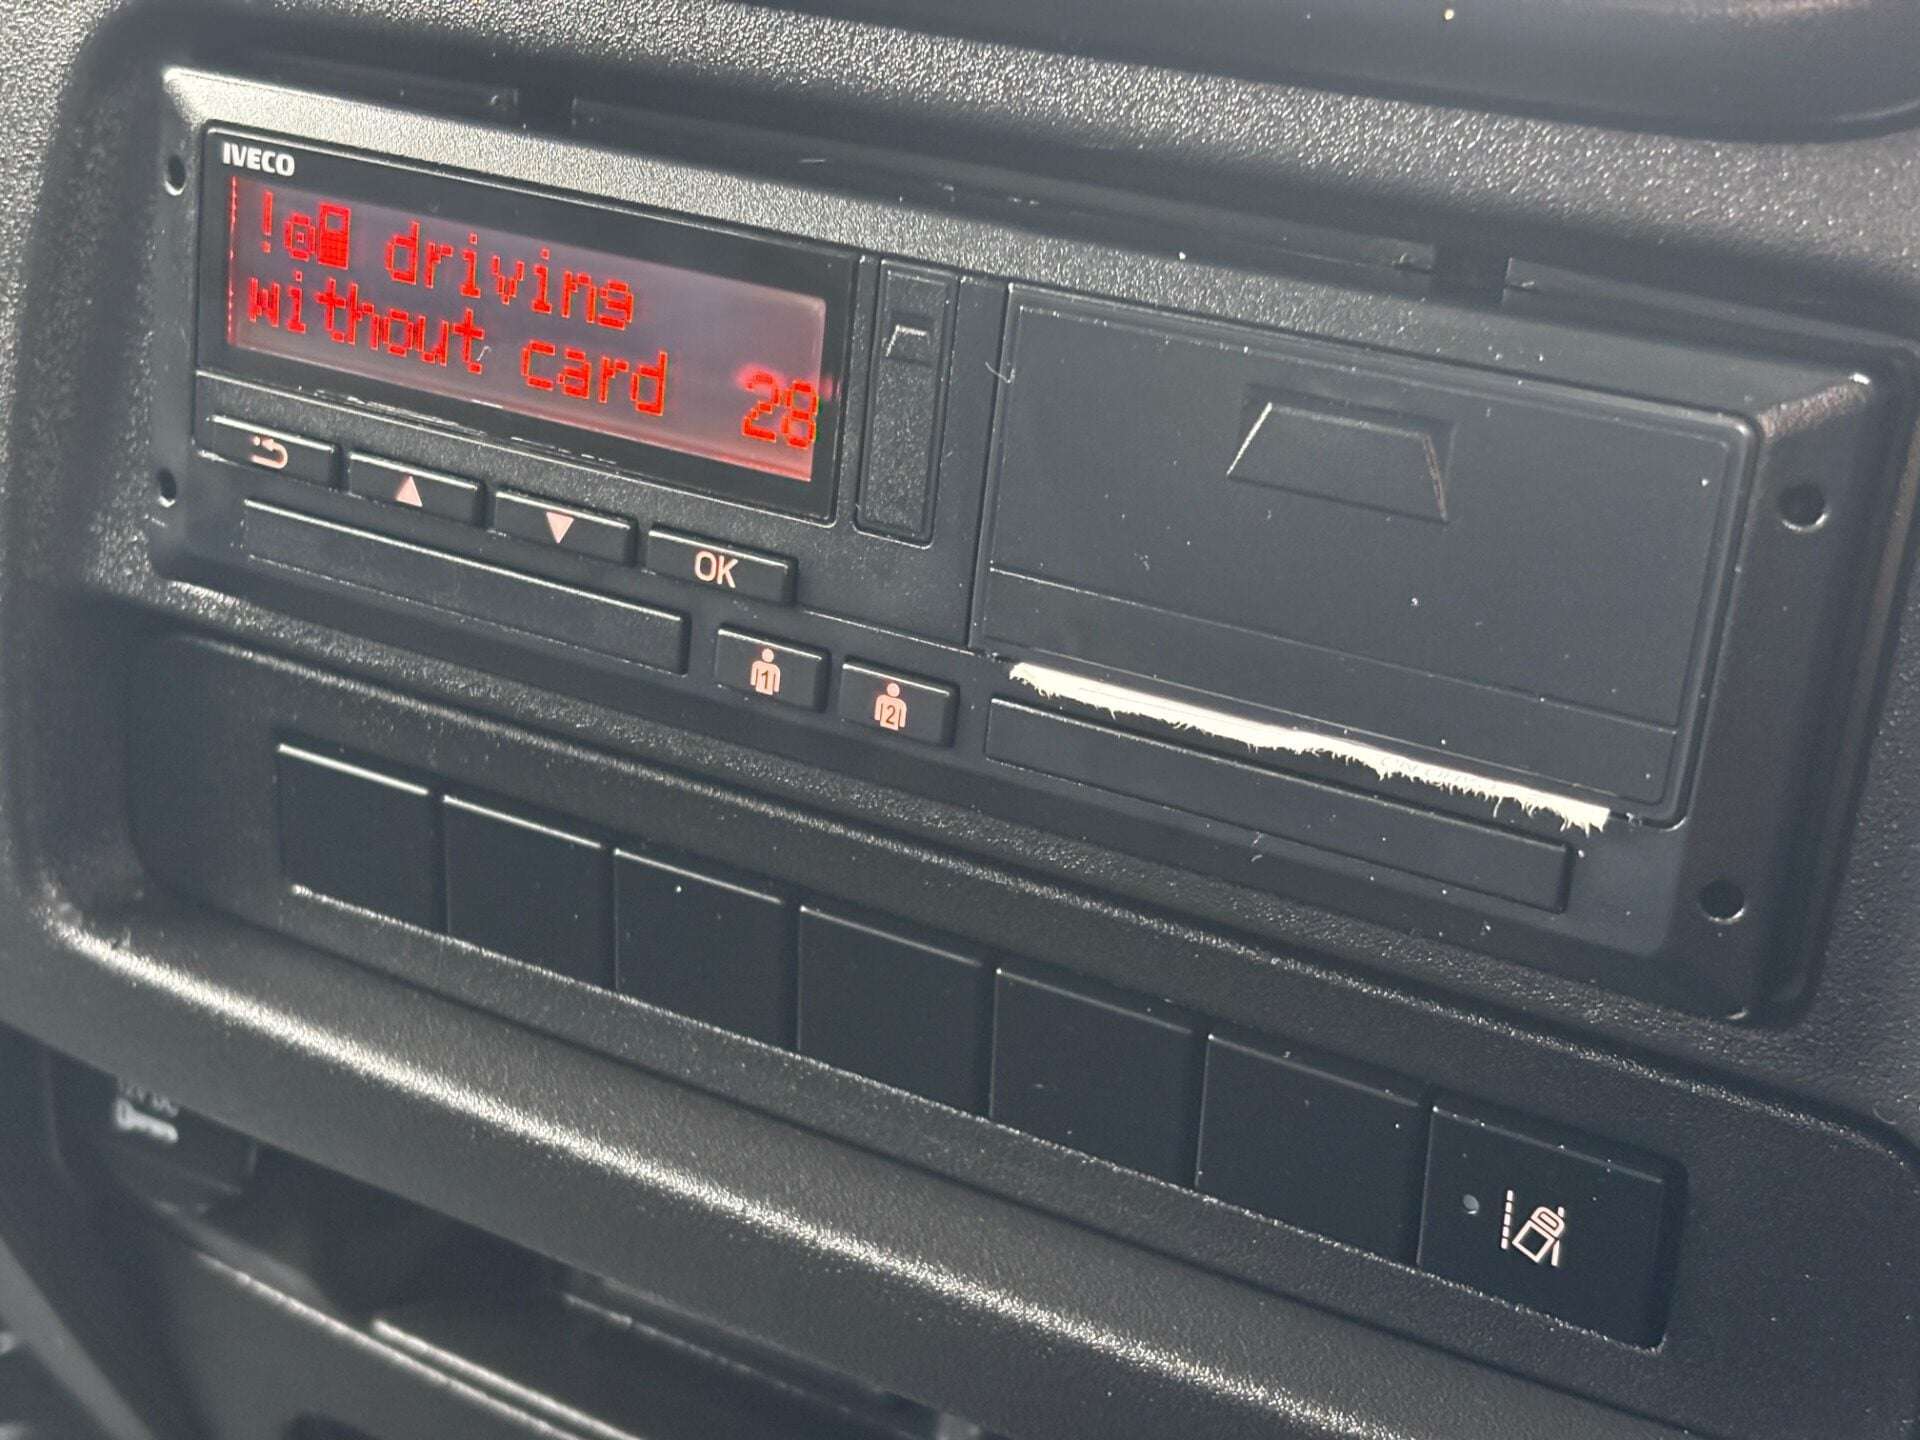 IVECO
! driving
without card 28
OK
1
2